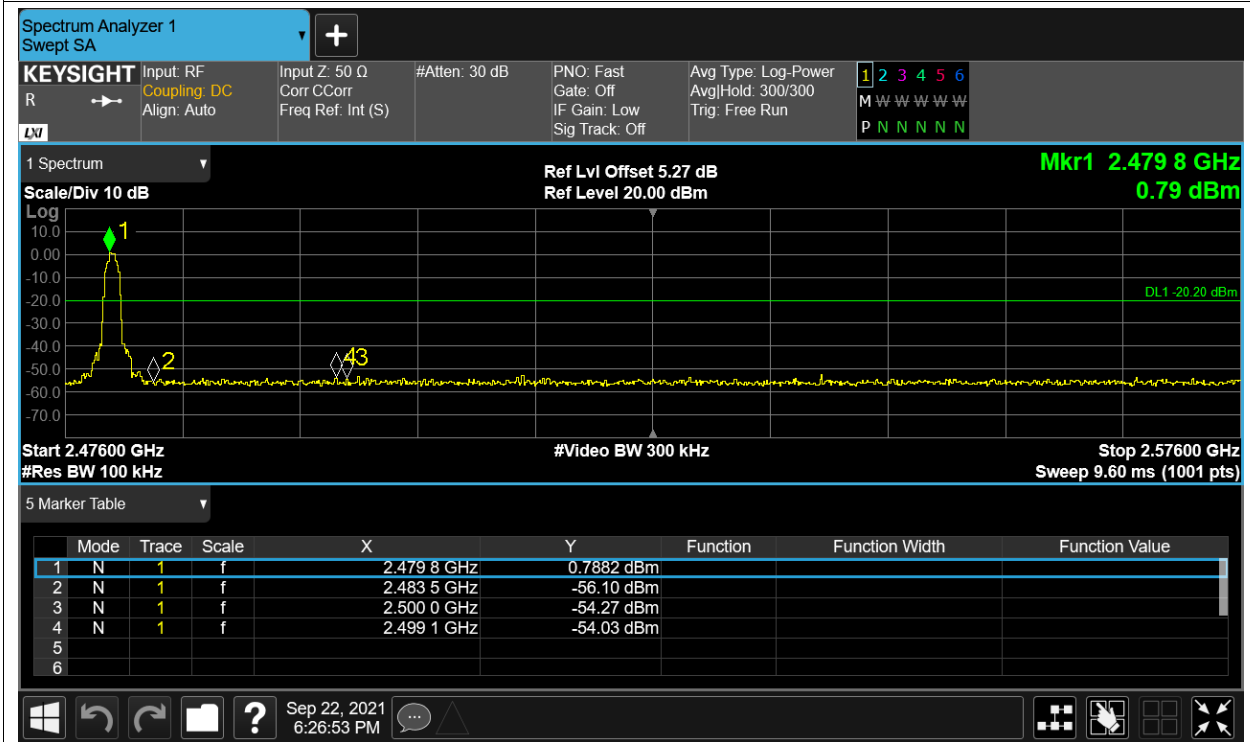 Spectrum Analyzer 1
Swept SA
KEYSIGHT
R
LXI
Input: RF
Coupling: DC
Align: Auto
Input Z: 50 Ω
Corr CCorr
Freq Ref: Int (S)
#Atten: 30 dB
PNO: Fast
Gate: Off
IF Gain: Low
Sig Track: Off
Avg Type: Log-Power
Avg|Hold: 300/300
Trig: Free Run
1 2 3 4 5 6
M W W W W W
P N N N N N
1 Spectrum
Scale/Div 10 dB
Ref Lvl Offset 5.27 dB
Ref Level 20.00 dBm
Mkr1 2.479 8 GHz
0.79 dBm
Log
10.0
0.00
-10.0
-20.0
-30.0
-40.0
-50.0
-60.0
-70.0
1
2
43
DL1 -20.20 dBm
Start 2.47600 GHz
#Res BW 100 kHz
#Video BW 300 kHz
Stop 2.57600 GHz
Sweep 9.60 ms (1001 pts)
5 Marker Table
Mode Trace Scale X Y Function Function Width Function Value
1 N 1 f 2.479 8 GHz 0.7882 dBm
2 N 1 f 2.483 5 GHz -56.10 dBm
3 N 1 f 2.500 0 GHz -54.27 dBm
4 N 1 f 2.499 1 GHz -54.03 dBm
5
6
?
Sep 22, 2021
6:26:53 PM